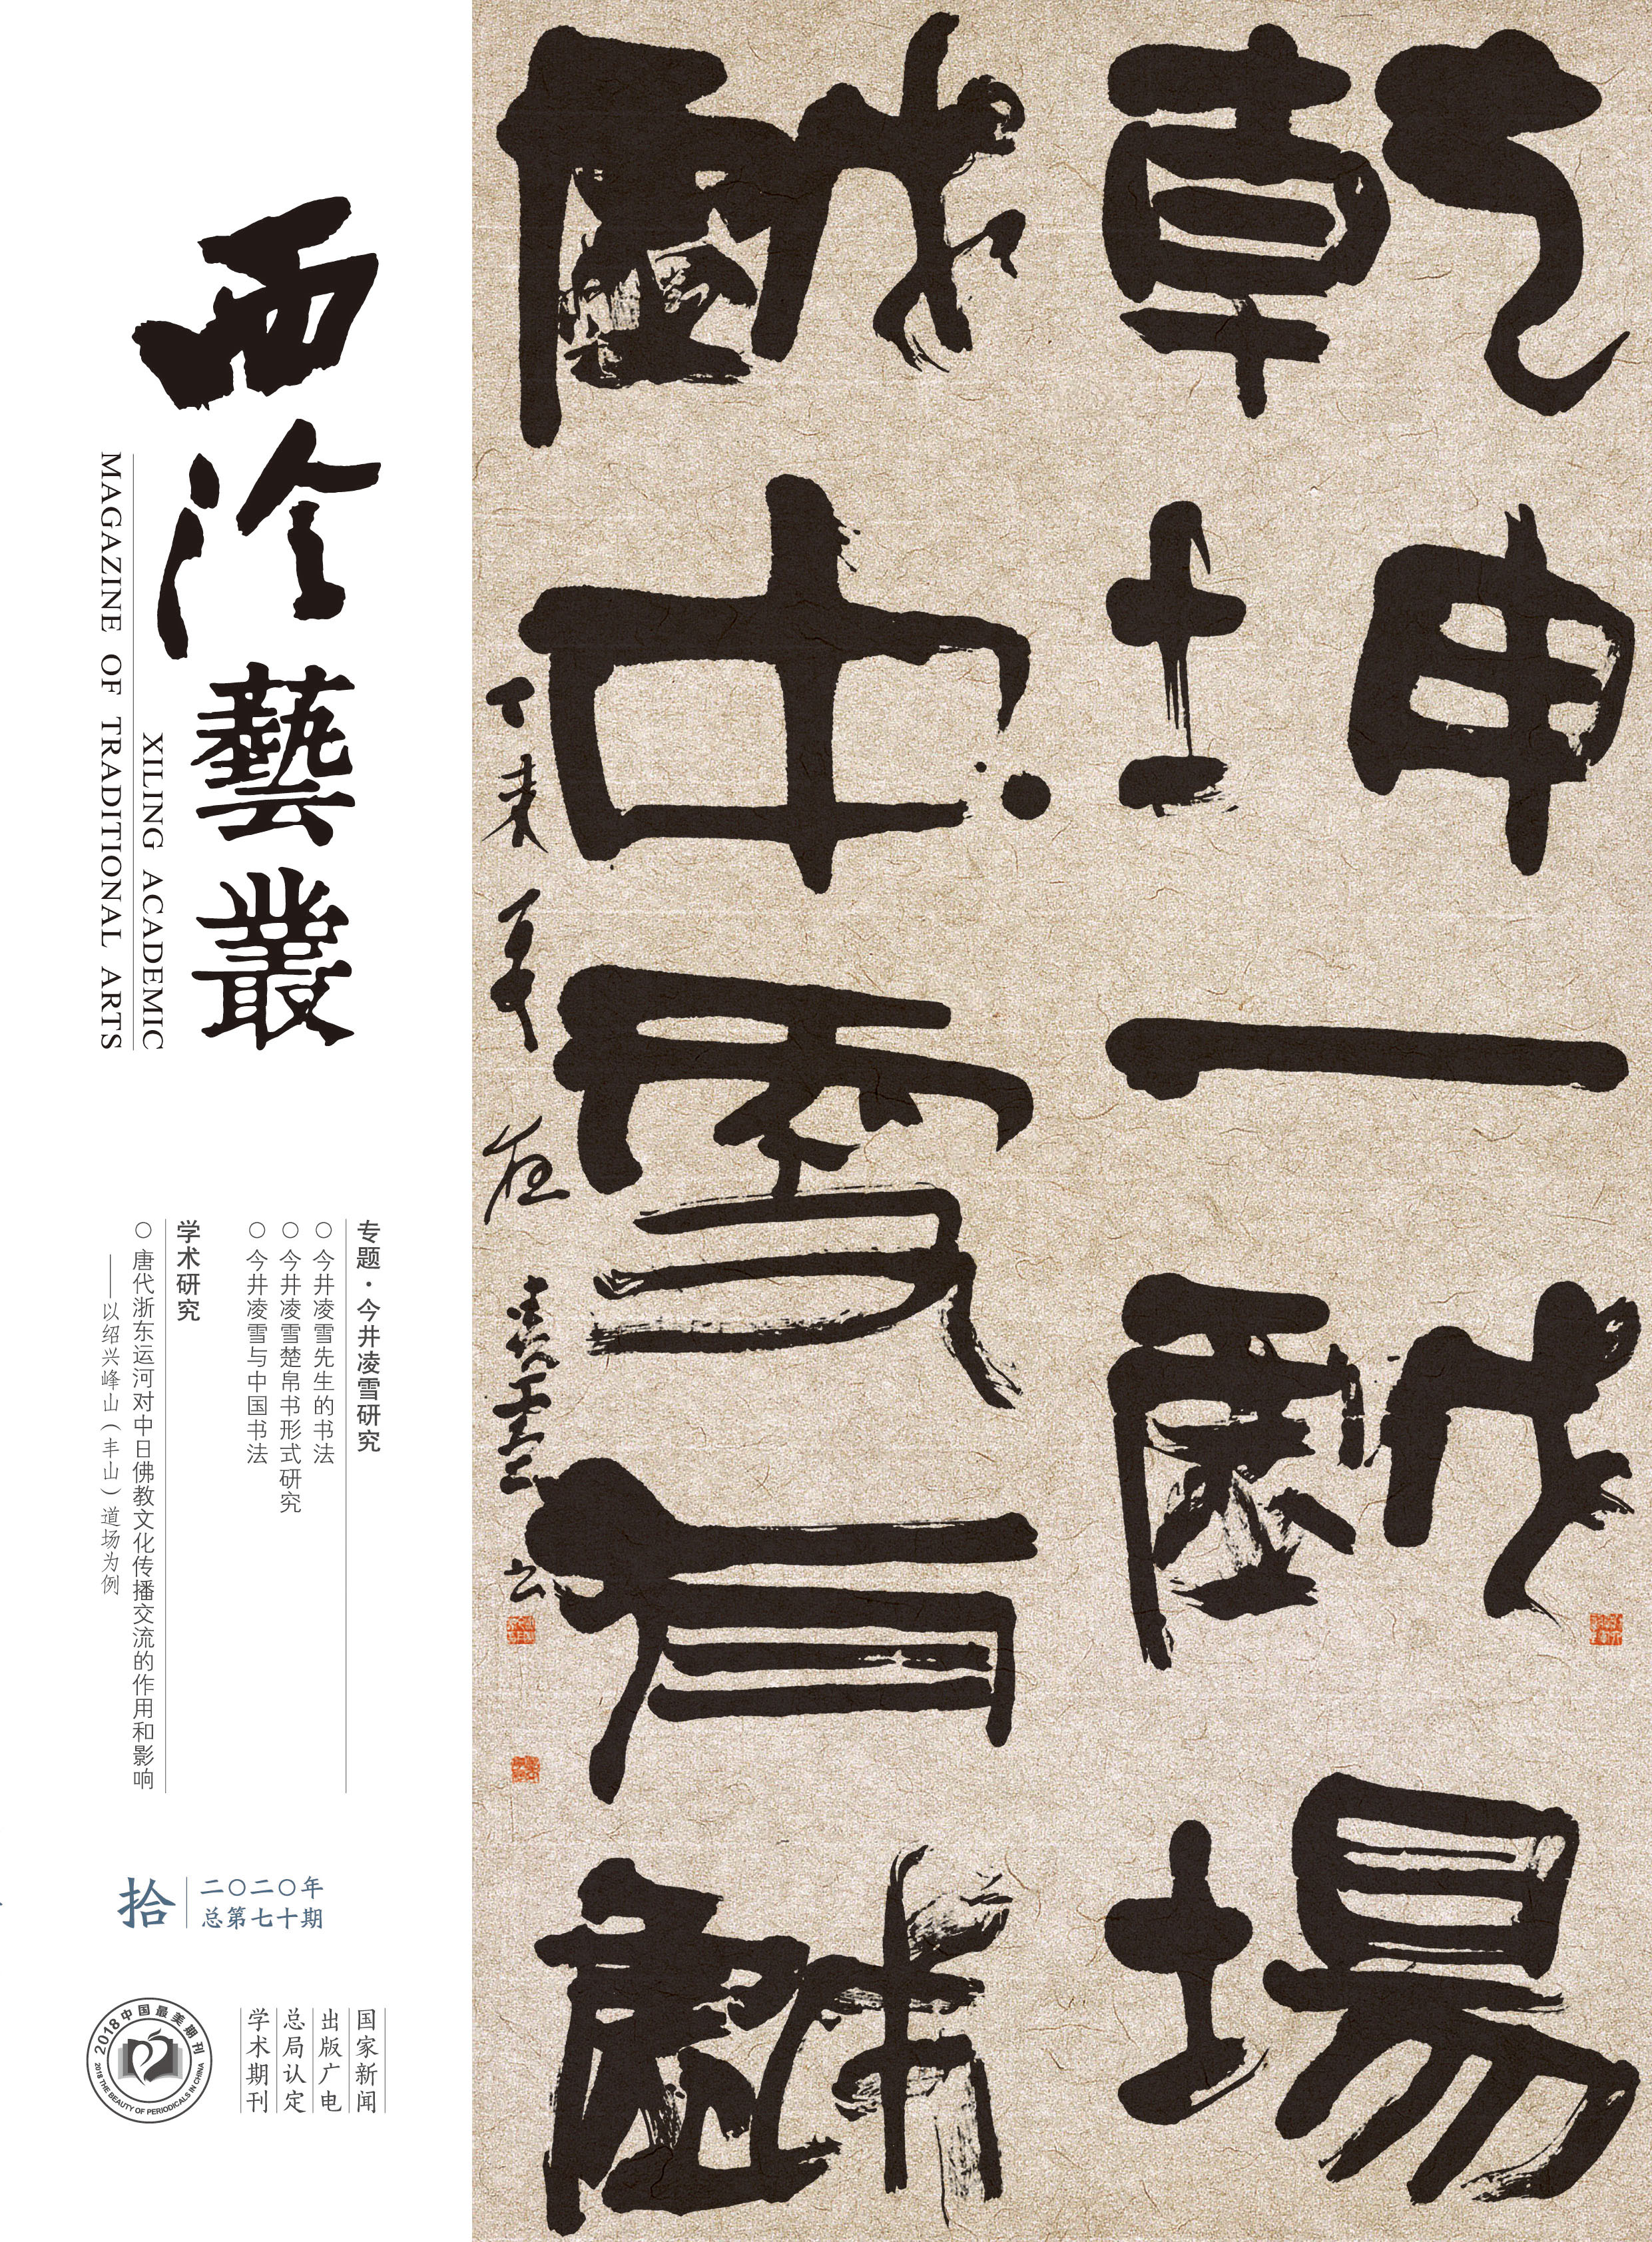 西泠藝叢
XILING ACADEMIC
MAGAZINE OF TRADITIONAL ARTS
专题·今井凌雪研究
○ 今井凌雪先生的书法
○ 今井凌雪楚帛书形式研究
○ 今井凌雪与中国书法
学术研究
○ 唐代浙东运河对中日佛教文化传播交流的作用和影响
——以绍兴峰山（丰山）道场为例
二〇二〇年
总第七十期
拾
国家新闻
出版广电
总局认定
学术期刊
2018中国最美期刊
2018 THE BEAUTY OF PERIODICALS IN CHINA
乾坤一戲場
戲中更有
丁未